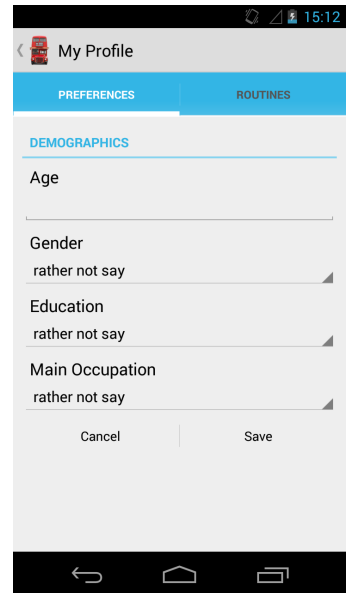 15:12
My Profile
PREFERENCES ROUTINES
DEMOGRAPHICS
Age
Gender
rather not say
Education
rather not say
Main Occupation
rather not say
Cancel Save